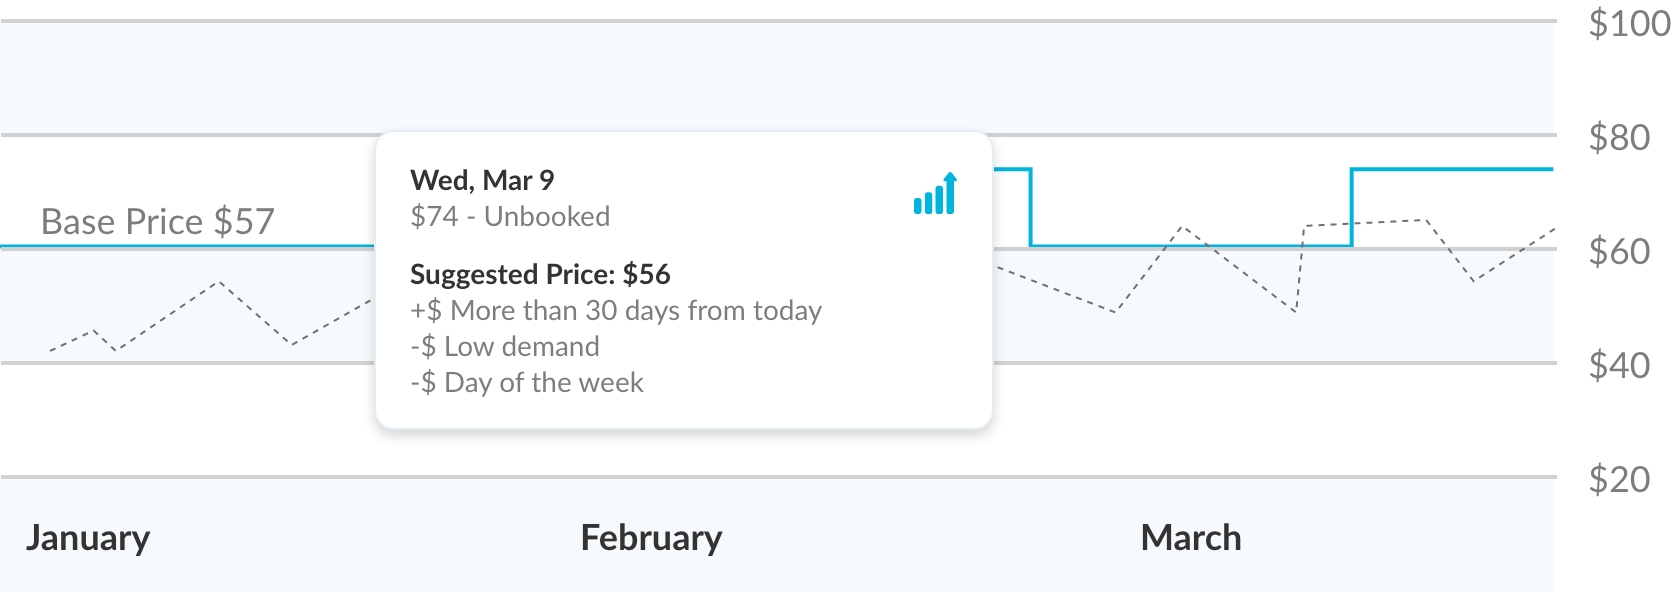 $100
$80
Wed, Mar 9
$74 - Unbooked
Base Price $57
$60
Suggested Price: $56
+$ More than 30 days from today
-$ Low demand
-$ Day of the week
$40
$20
January February March